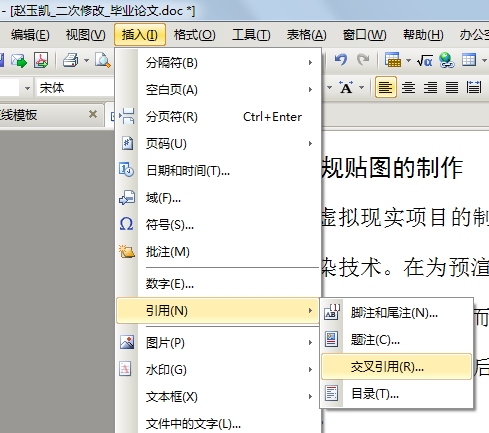 - [赵玉凯_二次修改_毕业论文.doc *]
编辑(E) 视图(V) 插入(I) 格式(O) 工具(T) 表格(A) 窗口(W) 帮助(H) 办公空
宋体
线模板
分隔符(B)
空白页(A)
分页符(R) Ctrl+Enter
页码(U)
日期和时间(T)...
域(F)...
符号(S)...
批注(M)
数字(E)...
引用(N)
图片(P)
水印(G)
文本框(X)
文件中的文字(L)...
脚注和尾注(N)...
题注(C)...
交叉引用(R)...
目录(T)...
规贴图的制作
虚拟现实项目的制
染技术。在为预渲
而
后